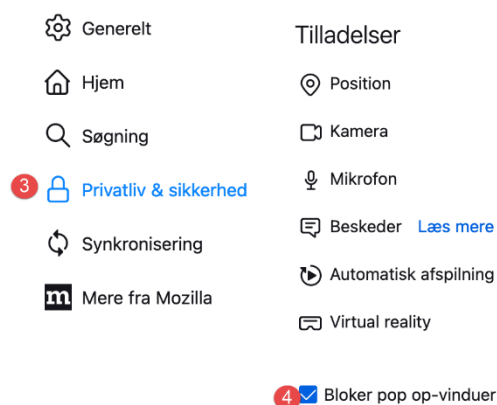 Generelt
Hjem
Søgning
3 Privatliv & sikkerhed
Synkronisering
m Mere fra Mozilla
Tilladelser
Position
Kamera
Mikrofon
Beskeder Læs mere
Automatisk afspilning
Virtual reality
4 Bloker pop op-vinduer